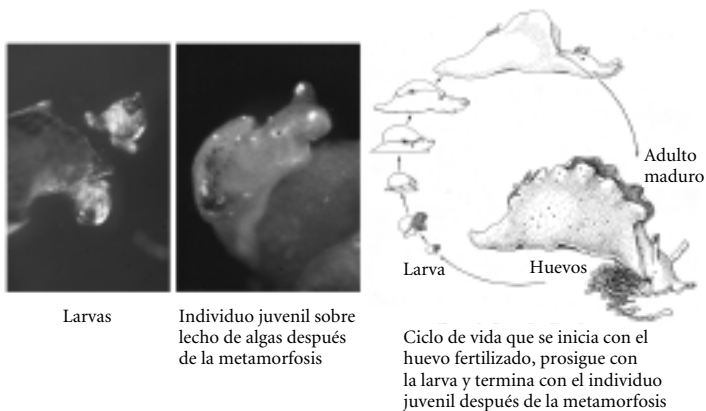 Adulto
maduro
Larva
Huevos
Larvas
Individuo juvenil sobre
lecho de algas después
de la metamorfosis
Ciclo de vida que se inicia con el
huevo fertilizado, prosigue con
la larva y termina con el individuo
juvenil después de la metamorfosis